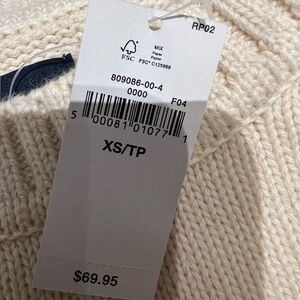 RP02
FSC
MIX
Paper
FSC® C125969
809086-00-4
0000
F04
5 00081 01077 1
XS/TP
$69.95